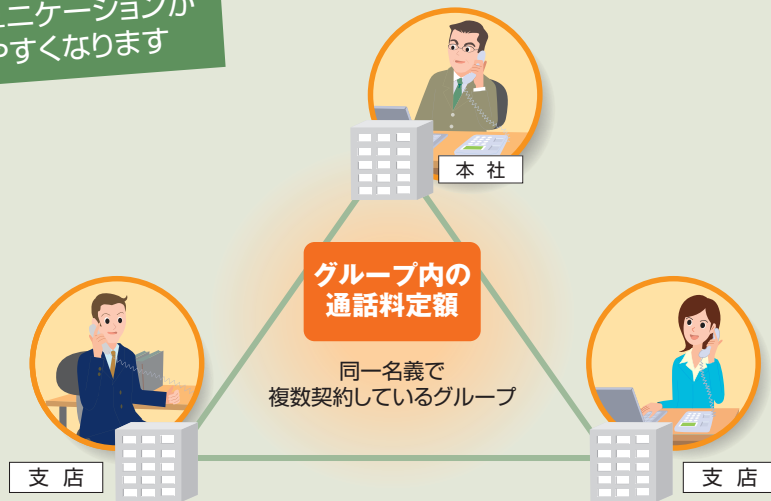 ュニケーションが
やすくなります
本 社
グループ内の
通話料定額
同一名義で
複数契約しているグループ
支 店
支 店